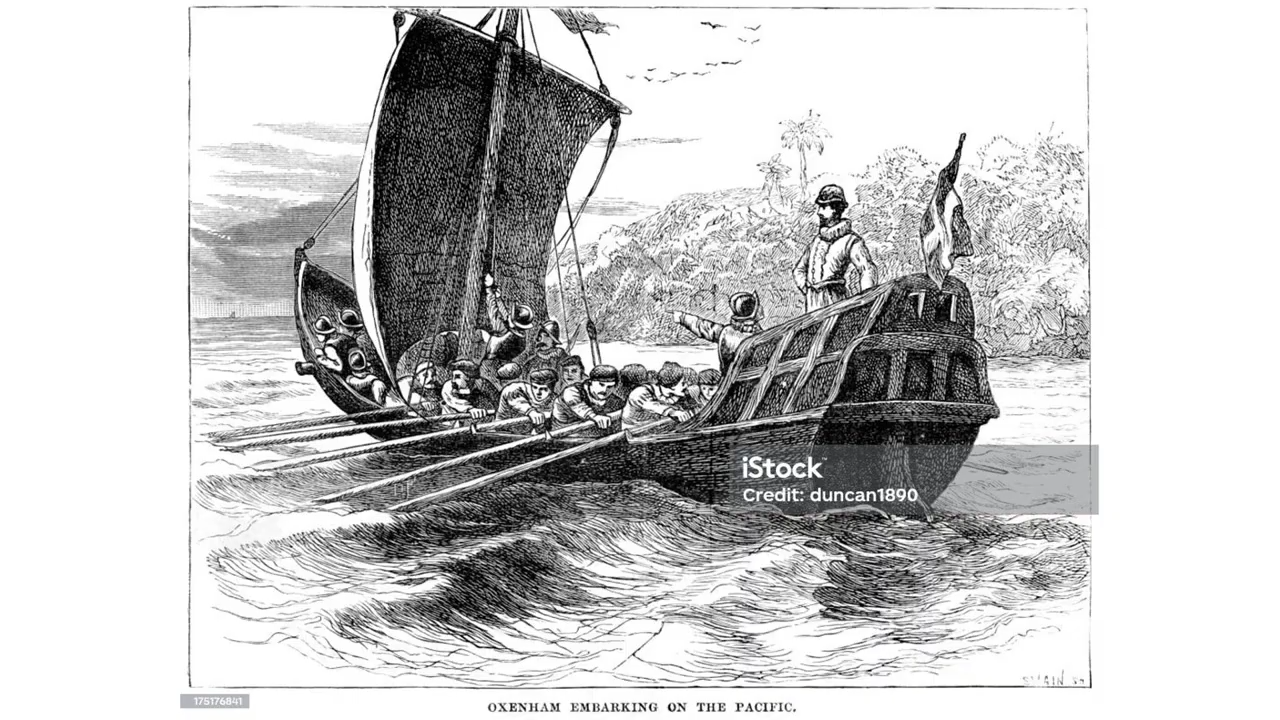 iStock
Credit: duncan1890
175176841
OXENHAM EMBARKING ON THE PACIFIC.